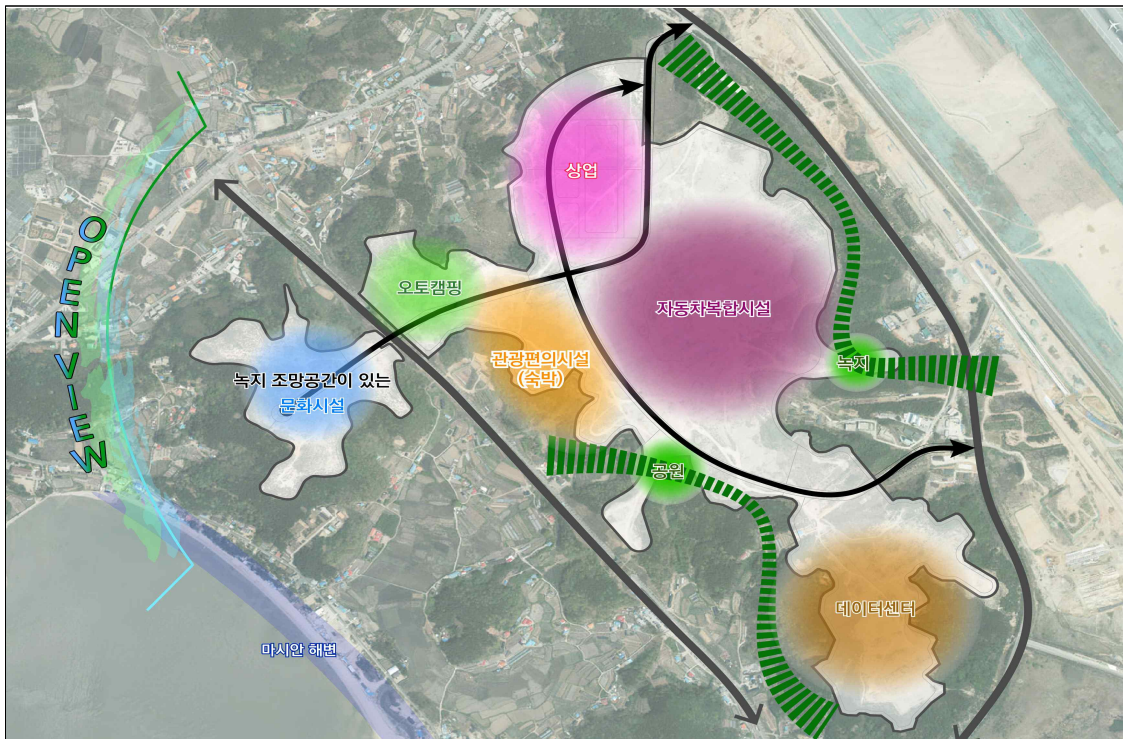 상업
오토캠핑
자동차복합시설
관광편의시설
(숙박)
녹지
녹지 조망공간이 있는
문화시설
OPEN VIEW
공원
데이터센터
마시안 해변